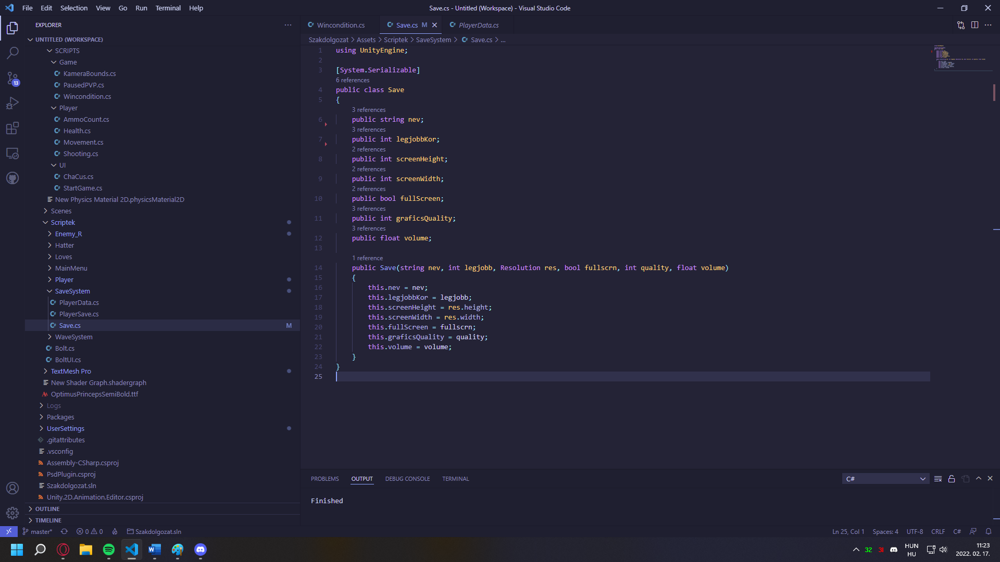 File Edit Selection View Go Run Terminal Help
Save.cs - Untitled (Workspace) - Visual Studio Code
EXPLORER
UNTITLED (WORKSPACE)
SCRIPTS
Game
KameraBounds.cs
PausedPVP.cs
Wincondition.cs
Player
AmmoCount.cs
Health.cs
Movement.cs
Shooting.cs
UI
ChaCus.cs
StartGame.cs
New Physics Material 2D.physicsMaterial2D
Scenes
Scriptek
Enemy_R
Hatter
Loves
MainMenu
Player
SaveSystem
PlayerData.cs
PlayerSave.cs
Save.cs M
WaveSystem
Bolt.cs
BoltUI.cs
TextMesh Pro
New Shader Graph.shadergraph
OptimusPrincepsSemiBold.ttf
Logs
Packages
UserSettings
.gitattributes
.vsconfig
Assembly-CSharp.csproj
PsdPlugin.csproj
Szakdolgozat.sln
Unity.2D.Animation.Editor.csproj
OUTLINE
TIMELINE
13
Wincondition.cs Save.cs M PlayerData.cs
Szakdolgozat > Assets > Scriptek > SaveSystem > Save.cs > ...
1 using UnityEngine;
2
3 [System.Serializable]
6 references
4 public class Save
5 {
3 references
6 public string nev;
3 references
7 public int legjobbKor;
2 references
8 public int screenHeight;
2 references
9 public int screenWidth;
2 references
10 public bool fullScreen;
3 references
11 public int graficsQuality;
3 references
12 public float volume;
13
1 reference
14 public Save(string nev, int legjobb, Resolution res, bool fullscrn, int quality, float volume)
15 {
16 this.nev = nev;
17 this.legjobbKor = legjobb;
18 this.screenHeight = res.height;
19 this.screenWidth = res.width;
20 this.fullScreen = fullscrn;
21 this.graficsQuality = quality;
22 this.volume = volume;
23 }
24 }
25
PROBLEMS OUTPUT DEBUG CONSOLE TERMINAL
C#
Finished
master* 0 0 Szakdolgozat.sln
Ln 25, Col 1 Spaces: 4 UTF-8 CRLF C#
32 31
HUN
HU
11:23
2022. 02. 17.